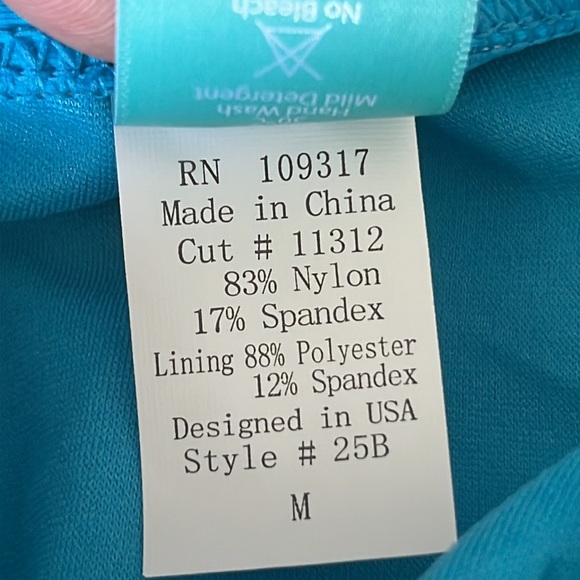 No Bleach
Mild Detergent
Hand Wash
RN 109317
Made in China
Cut # 11312
83% Nylon
17% Spandex
Lining 88% Polyester
12% Spandex
Designed in USA
Style # 25B
M